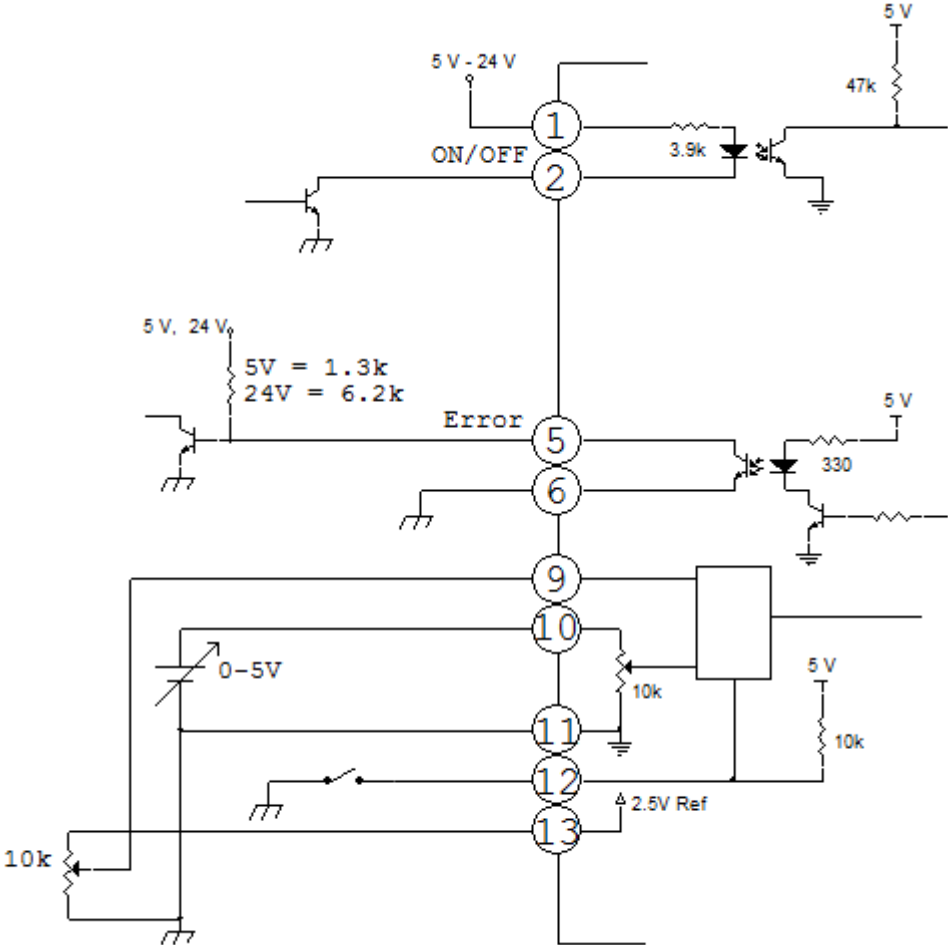 5 V
5 V - 24 V
47k
1
3.9k
ON/OFF
2
5 V, 24 V
5V = 1.3k
24V = 6.2k
5 V
Error
5
330
6
9
10
0-5V
5 V
10k
11
10k
12
2.5V Ref
13
10k